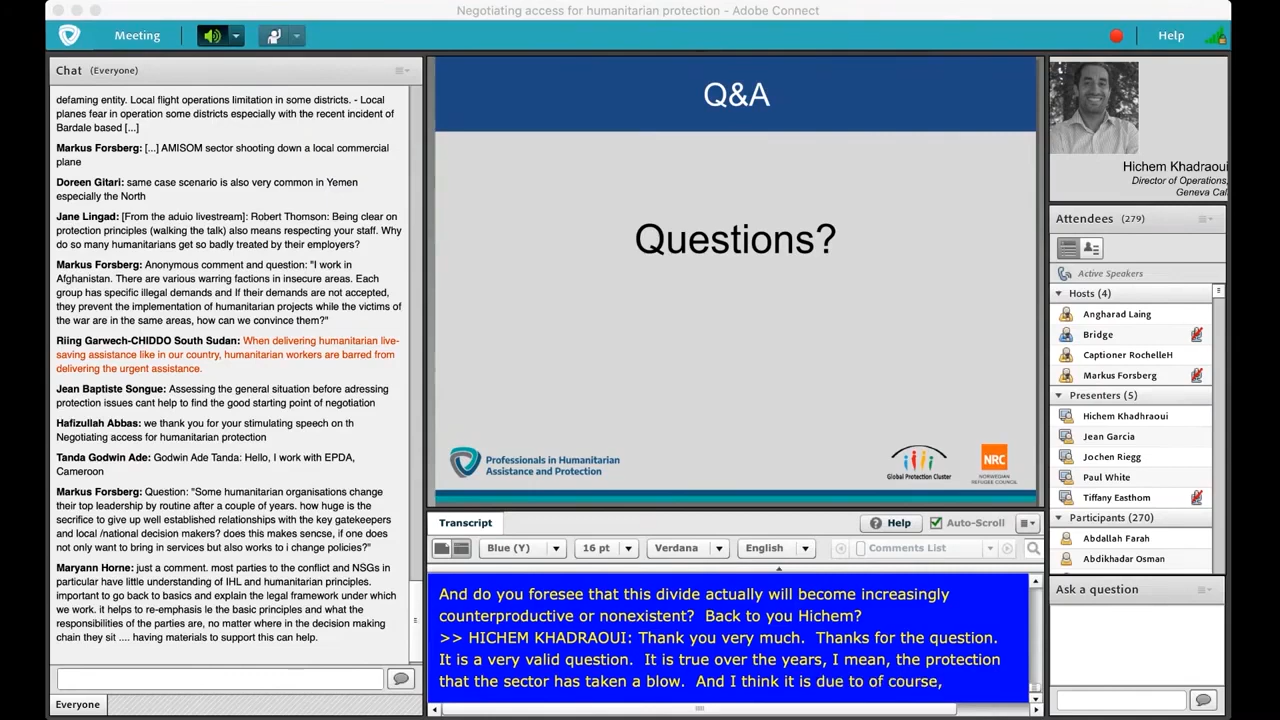 Negotiating access for humanitarian protection - Adobe Connect
Meeting
Help
Chat (Everyone)
defaming entity. Local flight operations limitation in some districts. - Local
planes fear in operation some districts especially with the recent incident of
Bardale based [...]
Markus Forsberg: [...] AMISOM sector shooting down a local commercial
plane
Doreen Gitari: same case scenario is also very common in Yemen
especially the North
Jane Lingad: [From the aduio livestream]: Robert Thomson: Being clear on
protection principles (walking the talk) also means respecting your staff. Why
do so many humanitarians get so badly treated by their employers?
Markus Forsberg: Anonymous comment and question: "I work in
Afghanistan. There are various warring factions in insecure areas. Each
group has specific illegal demands and If their demands are not accepted,
they prevent the implementation of humanitarian projects while the victims of
the war are in the same areas, how can we convince them?"
Riing Garwech-CHIDDO South Sudan: When delivering humanitarian live-
saving assistance like in our country, humanitarian workers are barred from
delivering the urgent assistance.
Jean Baptiste Songue: Assessing the general situation before adressing
protection issues cant help to find the good starting point of negotiation
Hafizullah Abbas: we thank you for your stimulating speech on th
Negotiating access for humanitarian protection
Tanda Godwin Ade: Godwin Ade Tanda: Hello, I work with EPDA,
Cameroon
Markus Forsberg: Question: "Some humanitarian organisations change
their top leadership by routine after a couple of years. how huge is the
secrifice to give up well established relationships with the key gatekeepers
and local /national decision makers? does this makes sencse, if one does
not only want to bring in services but also works to i change policies?"
Maryann Horne: just a comment. most parties to the conflict and NSGs in
particular have little understanding of IHL and humanitarian principles.
important to go back to basics and explain the legal framework under which
we work. it helps to re-emphasis le the basic principles and what the
responsibilities of the parties are, no matter where in the decision making
chain they sit .... having materials to support this can help.
Everyone
Q&A
Questions?
Professionals in Humanitarian
Assistance and Protection
Global Protection Cluster
NRC
NORWEGIAN
REFUGEE COUNCIL
Transcript
Help
Auto-Scroll
Blue (Y)
16 pt
Verdana
English
Comments List
And do you foresee that this divide actually will become increasingly
counterproductive or nonexistent? Back to you Hichem?
>> HICHEM KHADRAOUI: Thank you very much. Thanks for the question.
It is a very valid question. It is true over the years, I mean, the protection
that the sector has taken a blow. And I think it is due to of course,
Hichem Khadraoui
Director of Operations,
Geneva Cal
Attendees (279)
Active Speakers
Hosts (4)
Angharad Laing
Bridge
Captioner RochelleH
Markus Forsberg
Presenters (5)
Hichem Khadhraoui
Jean Garcia
Jochen Riegg
Paul White
Tiffany Easthom
Participants (270)
Abdallah Farah
Abdikhadar Osman
Ask a question